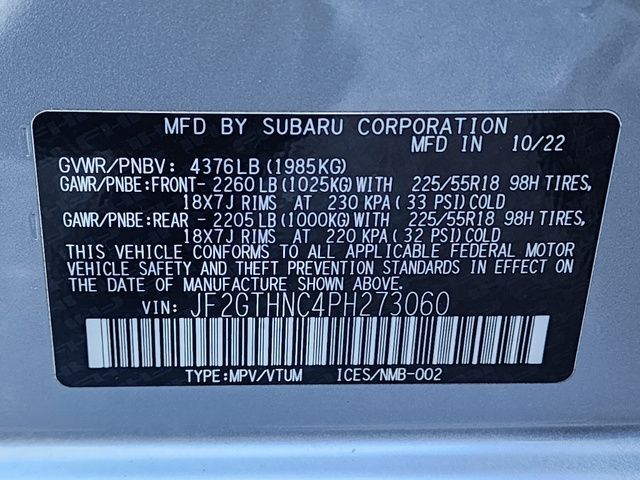 MFD BY SUBARU CORPORATION
MFD IN 10/22
GVWR/PNBV: 4376LB (1985KG)
GAWR/PNBE:FRONT- 2260 LB (1025KG) WITH 225/55R18 98H TIRES,
18X7J RIMS AT 230 KPA ( 33 PSI) COLD
GAWR/PNBE:REAR - 2205 LB (1000KG) WITH 225/55R18 98H TIRES,
18X7J RIMS AT 220 KPA ( 32 PSI) COLD
THIS VEHICLE CONFORMS TO ALL APPLICABLE FEDERAL MOTOR
VEHICLE SAFETY AND THEFT PREVENTION STANDARDS IN EFFECT ON
THE DATE OF MANUFACTURE SHOWN ABOVE.
VIN: JF2GTHNC4PH273060
TYPE:MPV/VTUM ICES/NMB-002